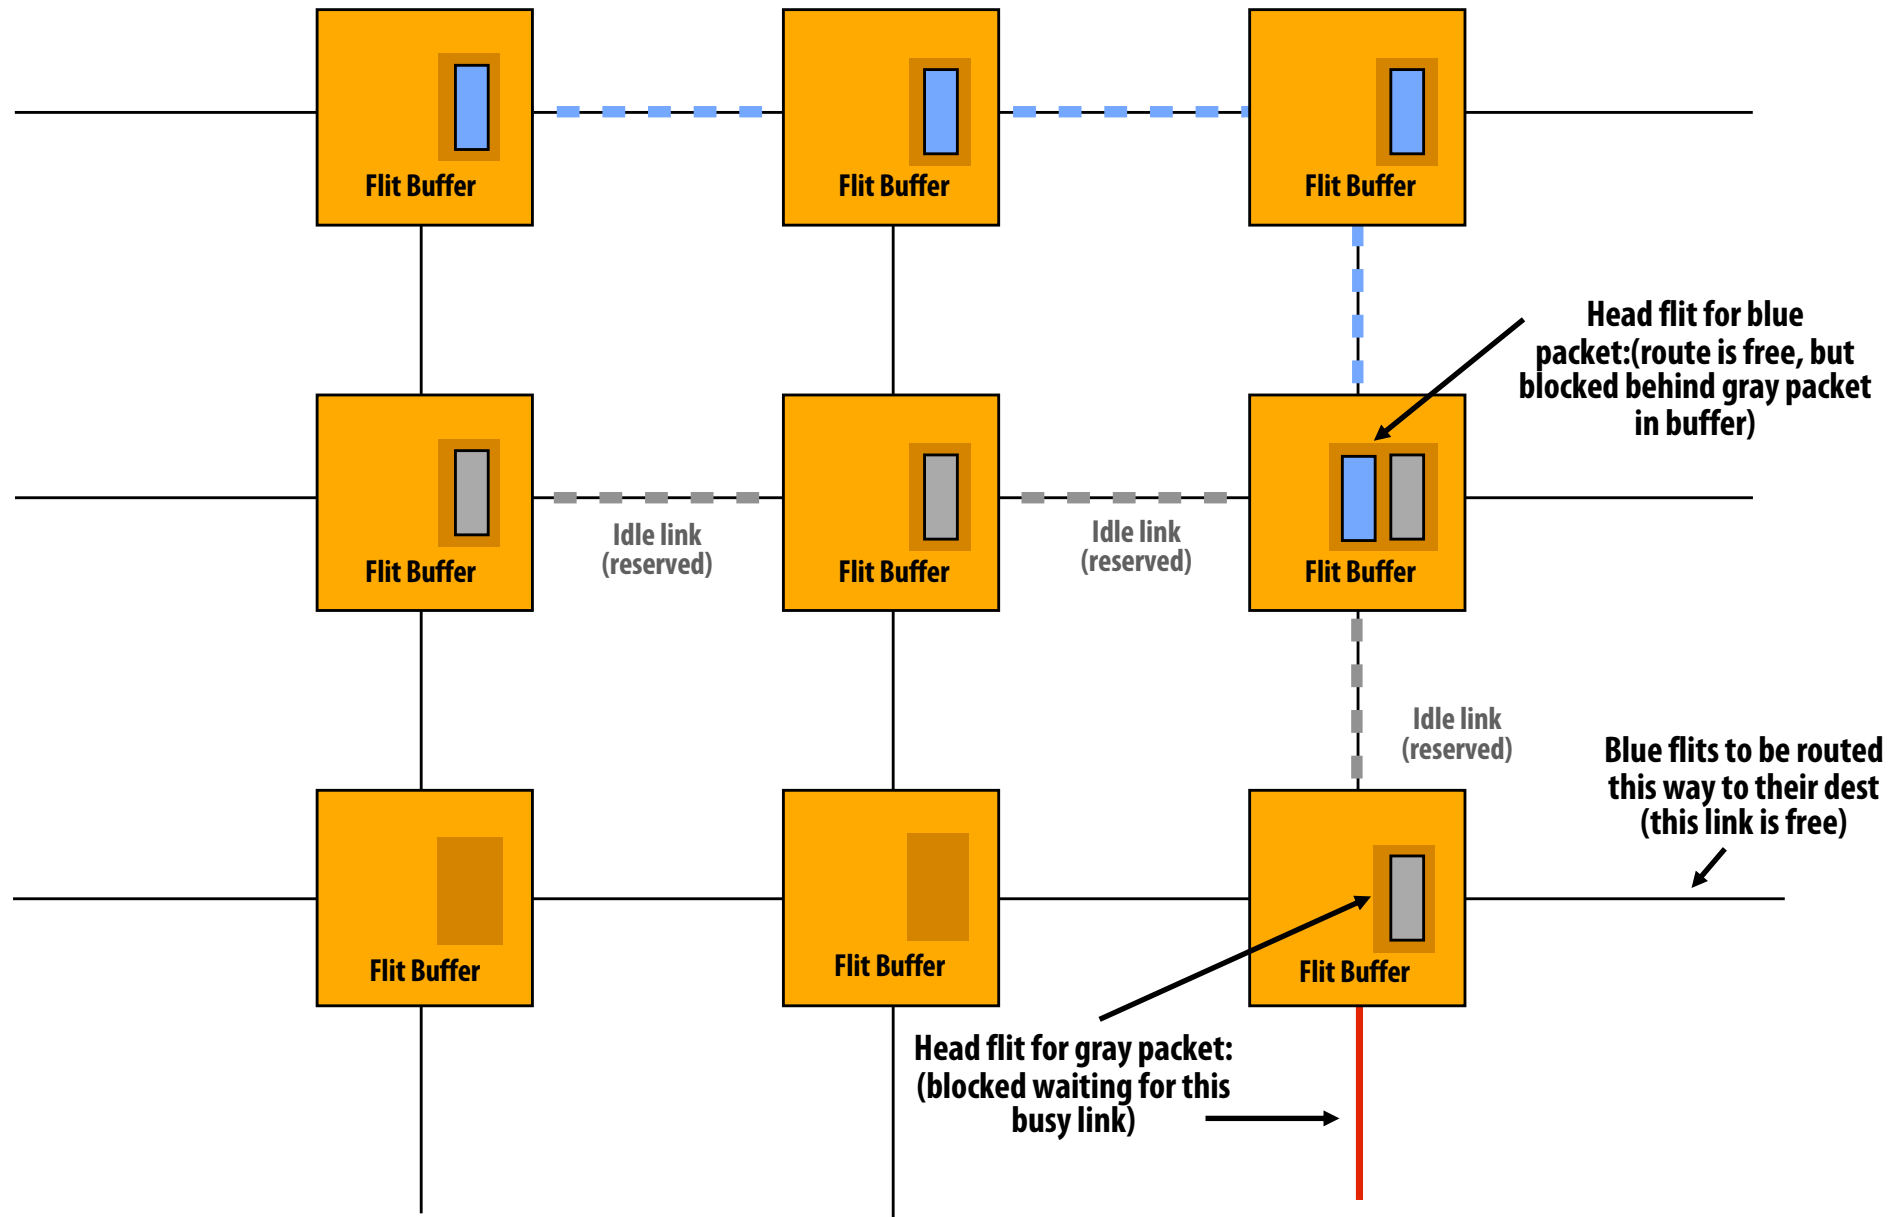 Flit Buffer
Flit Buffer
Flit Buffer
Head flit for blue
packet:(route is free, but
blocked behind gray packet
in buffer)
Flit Buffer
Idle link
(reserved)
Flit Buffer
Idle link
(reserved)
Flit Buffer
Idle link
(reserved)
Blue flits to be routed
this way to their dest
(this link is free)
Flit Buffer
Flit Buffer
Flit Buffer
Head flit for gray packet:
(blocked waiting for this
busy link)